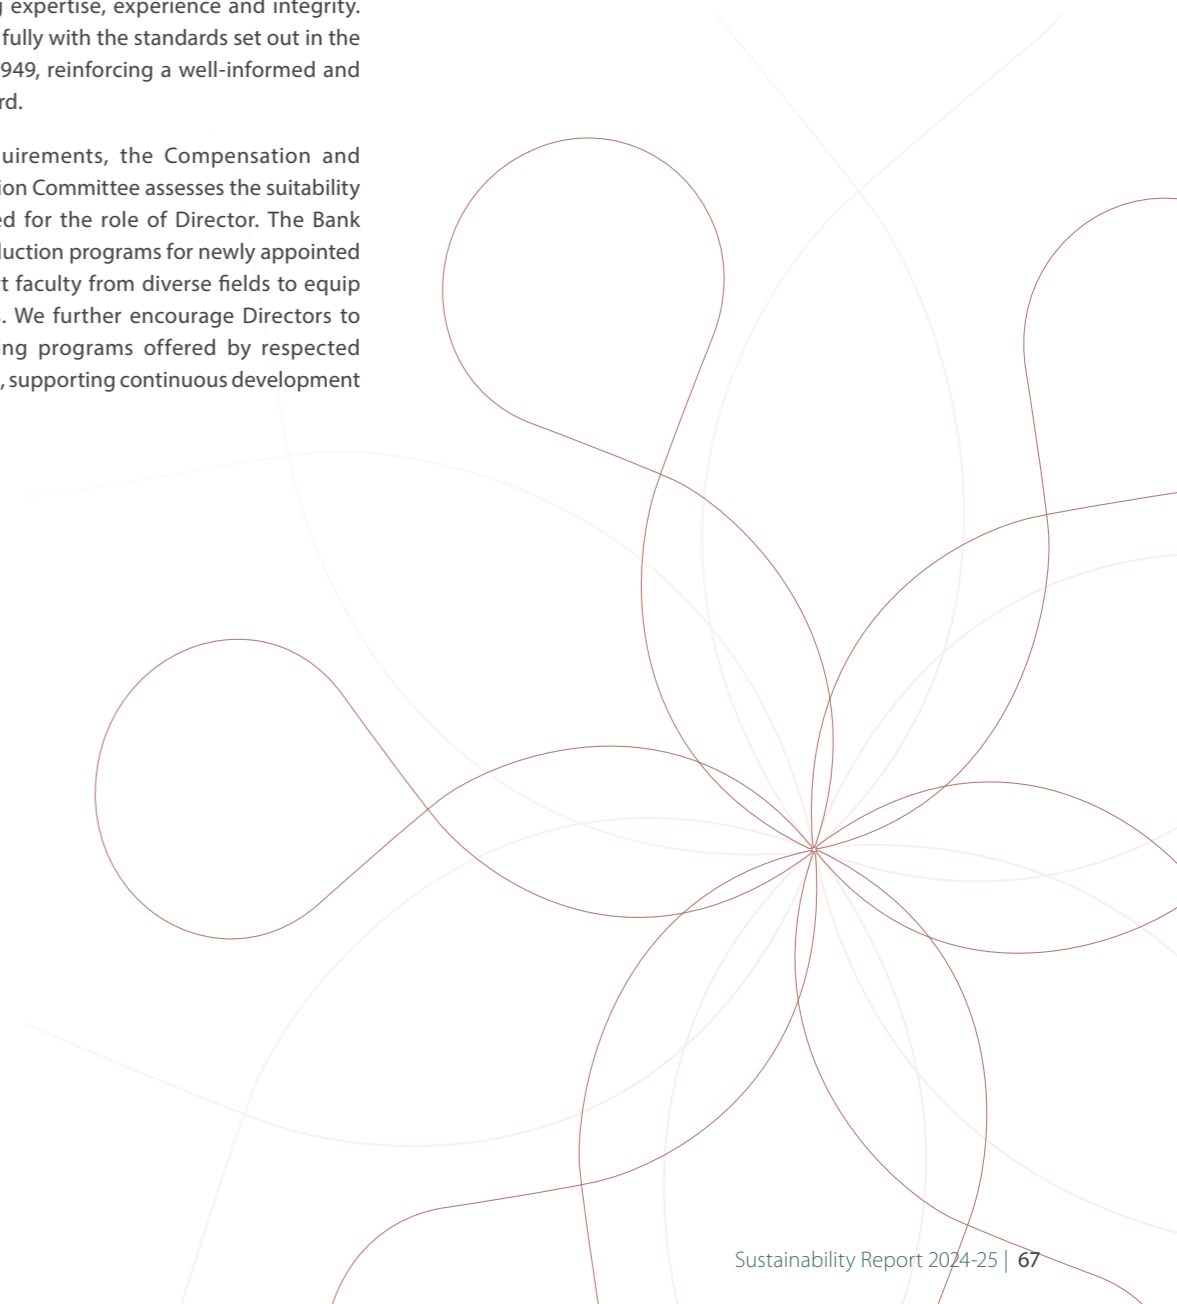 expertise, experience and integrity.
fully with the standards set out in the
949, reinforcing a well-informed and
rd.
uirements, the Compensation and
ion Committee assesses the suitability
ed for the role of Director. The Bank
duction programs for newly appointed
t faculty from diverse fields to equip
. We further encourage Directors to
ing programs offered by respected
, supporting continuous development
Sustainability Report 2024-25 | 67